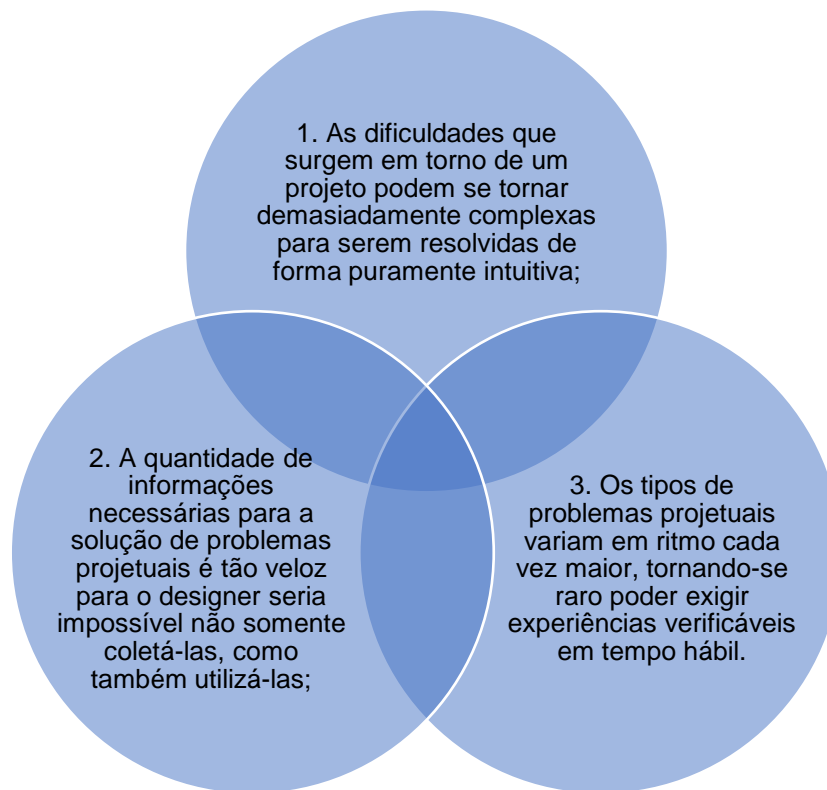 1. As dificuldades que
surgem em torno de um
projeto podem se tornar
demasiadamente complexas
para serem resolvidas de
forma puramente intuitiva;
2. A quantidade de
informações
necessárias para a
solução de problemas
projetuais é tão veloz
para o designer seria
impossível não somente
coletá-las, como
também utilizá-las;
3. Os tipos de
problemas projetuais
variam em ritmo cada
vez maior, tornando-se
raro poder exigir
experiências verificáveis
em tempo hábil.